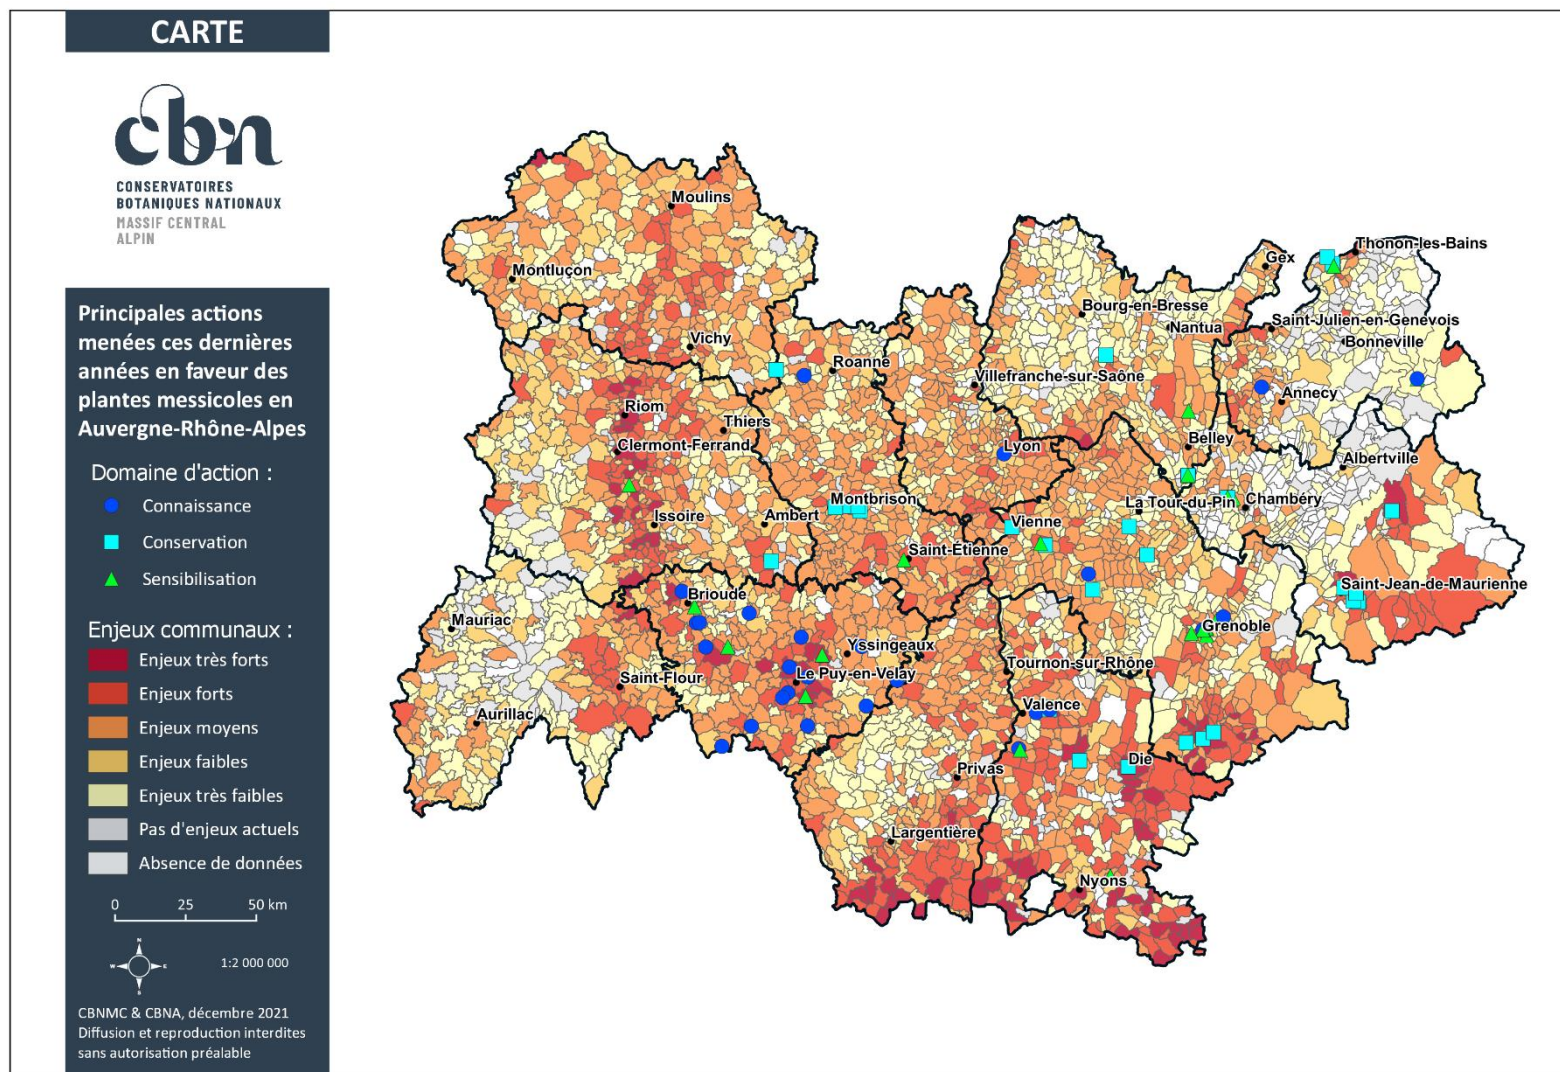 CARTE
cbn
CONSERVATOIRES
BOTANIQUES NATIONAUX
MASSIF CENTRAL
ALPIN
Principales actions
menées ces dernières
années en faveur des
plantes messicoles en
Auvergne-Rhône-Alpes
Domaine d'action :
Connaissance
Conservation
Sensibilisation
Enjeux communaux :
Enjeux très forts
Enjeux forts
Enjeux moyens
Enjeux faibles
Enjeux très faibles
Pas d'enjeux actuels
Absence de données
0 25 50 km
N
W E
S
1:2 000 000
CBNMC & CBNA, décembre 2021
Diffusion et reproduction interdites
sans autorisation préalable
Moulins
Montluçon
Vichy
Thonon-les-Bains
Gex
Bourg-en-Bresse
Nantua
Saint-Julien-en-Genevois
Bonneville
Roanne
Villefranche-sur-Saône
Annecy
Riom
Thiers
Clermont-Ferrand
Lyon
Belley
Albertville
Montbrison
La Tour-du-Pin
Chambéry
Issoire
Ambert
Vienne
Saint-Étienne
Saint-Jean-de-Maurienne
Brioude
Mauriac
Grenoble
Yssingeaux
Tournon-sur-Rhône
Saint-Flour
Le Puy-en-Velay
Aurillac
Valence
Privas
Die
Largentière
Nyons